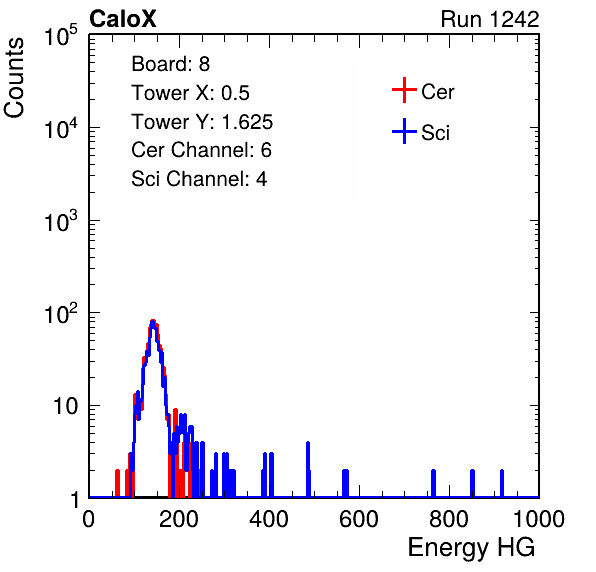 CaloX Run 1242
Counts
10^5
10^4
10^3
10^2
10
1
Board: 8
Tower X: 0.5
Tower Y: 1.625
Cer Channel: 6
Sci Channel: 4
Cer
Sci
0 200 400 600 800 1000
Energy HG